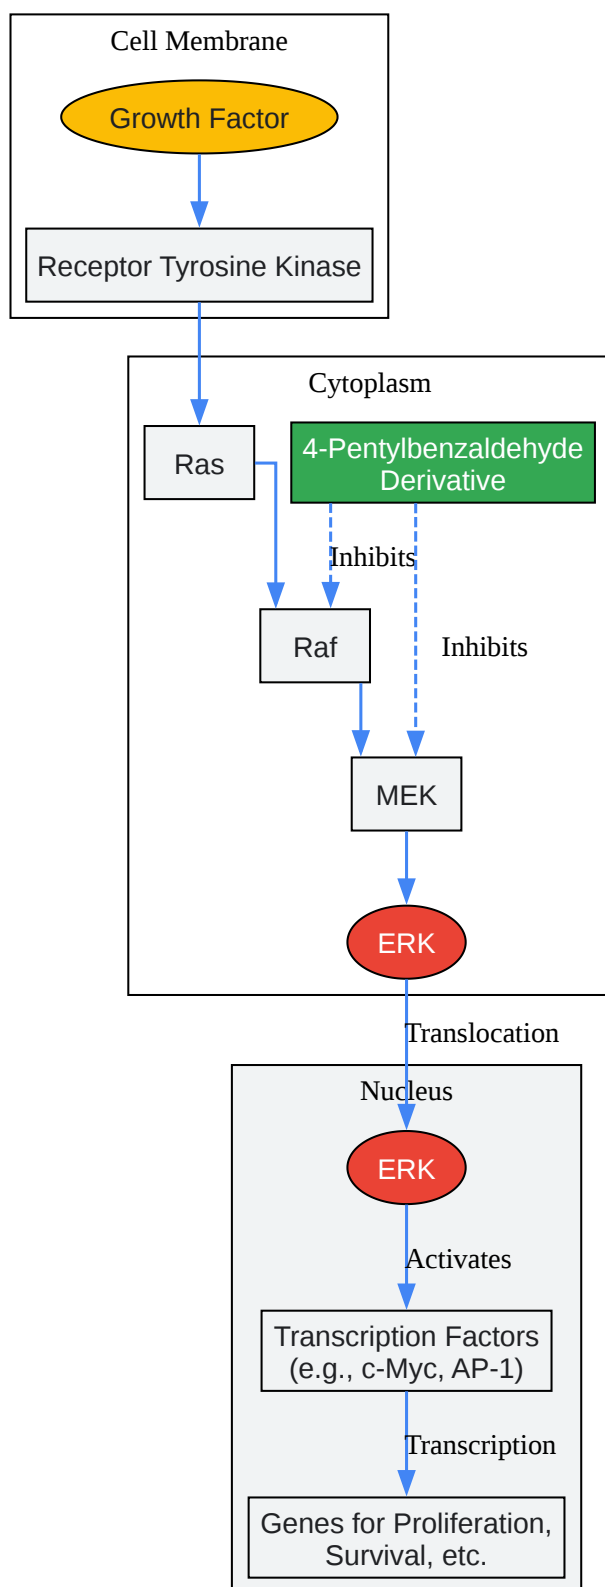 Cell Membrane
Growth Factor
Receptor Tyrosine Kinase
Cytoplasm
Ras
4-Pentylbenzaldehyde
Derivative
Inhibits
Raf
Inhibits
MEK
ERK
Translocation
Nucleus
ERK
Activates
Transcription Factors
(e.g., c-Myc, AP-1)
Transcription
Genes for Proliferation,
Survival, etc.